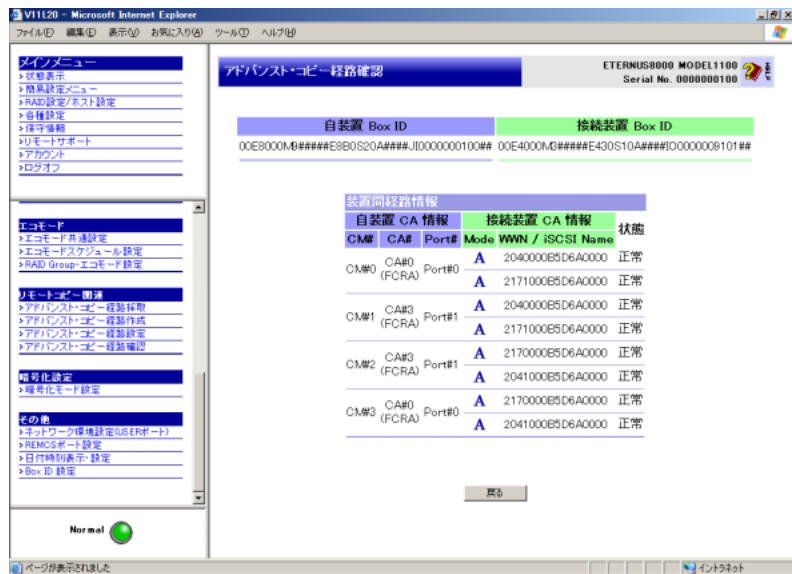 V11L20 - Microsoft Internet Explorer
ファイル(F) 編集(E) 表示(V) お気に入り(A) ツール(T) ヘルプ(H)
メインメニュー
状態表示
簡易設定メニュー
RAID設定/ホスト設定
各種設定
保守情報
リモートサポート
アカウント
ログオフ
エコモード
エコモード共通設定
エコモードスケジュール設定
RAID Group-エコモード設定
リモートコピー関連
アドバンスト・コピー経路採取
アドバンスト・コピー経路作成
アドバンスト・コピー経路設定
アドバンスト・コピー経路確認
暗号化設定
暗号化モード設定
その他
ネットワーク環境設定(USERポート)
REMCSポート設定
日付時刻表示・設定
Box ID 設定
Normal
アドバンスト・コピー経路確認
ETERNUS8000 MODEL1100
Serial No. 0000000100
自装置 Box ID 接続装置 Box ID
00E8000M9#####E8B0S20A####JI0000000100## 00E4000M3#####E430S10A####IO0000009101##
装置間経路情報
自装置 CA 情報 接続装置 CA 情報 状態
CM# CA# Port# Mode WWN / iSCSI Name
CM#0 CA#0 (FCRA) Port#0 A 2040000B5D6A0000 正常
A 2171000B5D6A0000 正常
CM#1 CA#3 (FCRA) Port#1 A 2040000B5D6A0000 正常
A 2171000B5D6A0000 正常
CM#2 CA#3 (FCRA) Port#1 A 2170000B5D6A0000 正常
A 2041000B5D6A0000 正常
CM#3 CA#0 (FCRA) Port#0 A 2170000B5D6A0000 正常
A 2041000B5D6A0000 正常
戻る
ページが表示されました
イントラネット